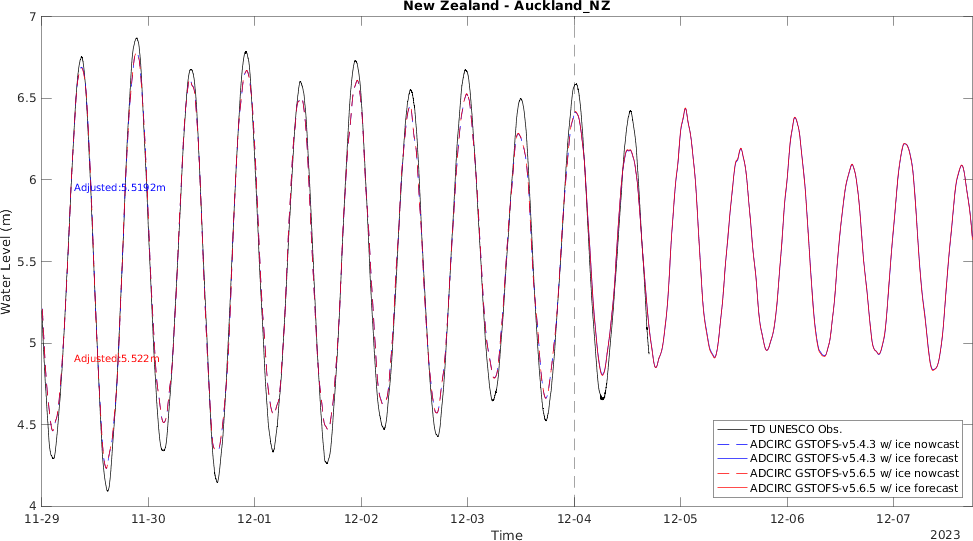 New Zealand - Auckland_NZ
7
6.5
6
5.5
5
4.5
4
Water Level (m)
Adjusted:5.5192m
Adjusted:5.522m
TD UNESCO Obs.
ADCIRC GSTOFS-v5.4.3 w/ ice nowcast
ADCIRC GSTOFS-v5.4.3 w/ ice forecast
ADCIRC GSTOFS-v5.6.5 w/ ice nowcast
ADCIRC GSTOFS-v5.6.5 w/ ice forecast
11-29 11-30 12-01 12-02 12-03 12-04 12-05 12-06 12-07
Time
2023